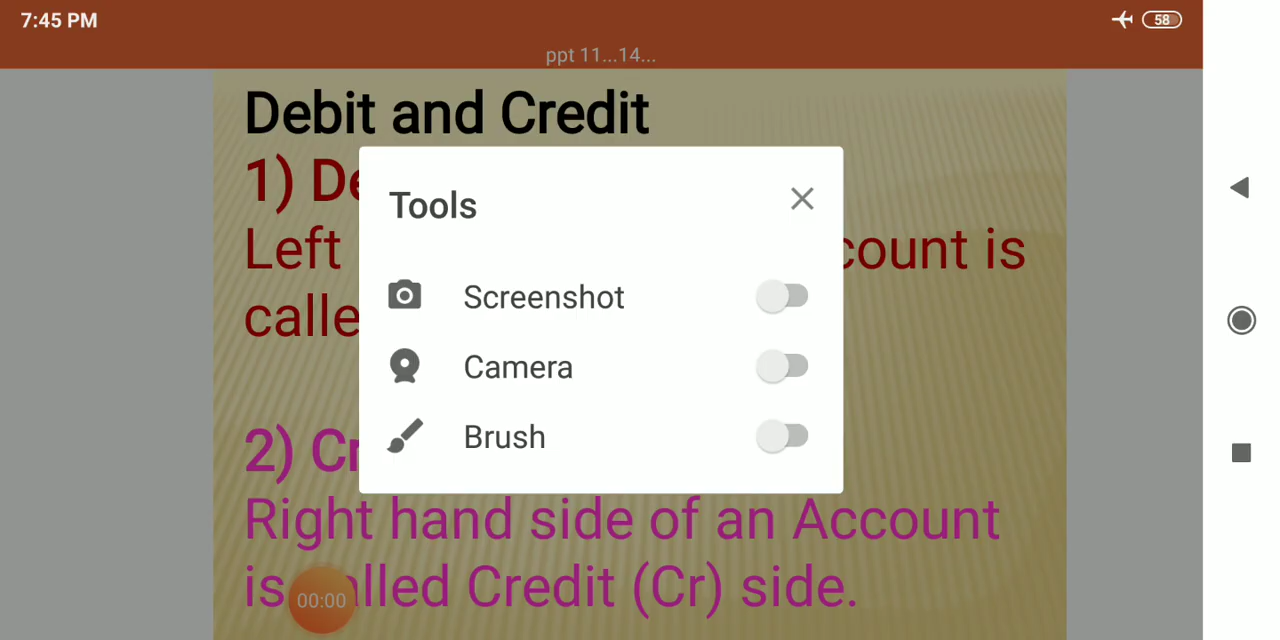 7:45 PM
58
ppt 11...14...
Debit and Credit
1) De
Left count is
calle
Tools
Screenshot
Camera
Brush
2) Cr
Right hand side of an Account
is alled Credit (Cr) side.
00:00